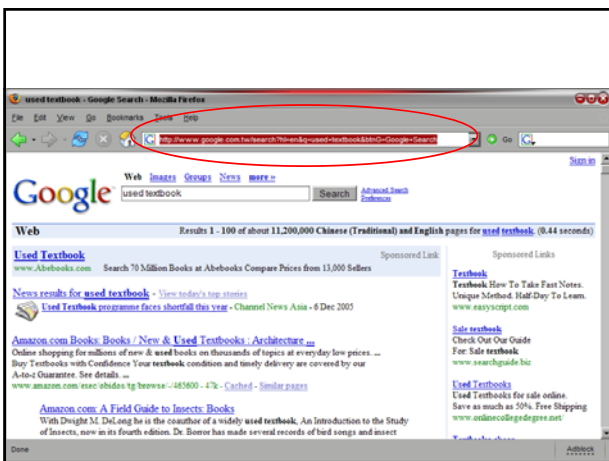 used textbook - Google Search - Mozilla Firefox
File Edit View Go Bookmarks Tools Help
http://www.google.com.tw/search?hl=en&q=used+textbook&btnG=Google+Search
Go
Sign in
Google
Web Images Groups News more »
used textbook
Search
Advanced Search
Preferences
Web
Results 1 - 100 of about 11,200,000 Chinese (Traditional) and English pages for used textbook. (0.44 seconds)
Used Textbook
Sponsored Link
www.Abebooks.com Search 70 Million Books at Abebooks Compare Prices from 13,000 Sellers
News results for used textbook - View today's top stories
Used Textbook programme faces shortfall this year - Channel News Asia - 6 Dec 2005
Amazon.com Books: Books / New & Used Textbooks : Architecture ...
Online shopping for millions of new & used books on thousands of topics at everyday low prices. ...
Buy Textbooks with Confidence Your textbook condition and timely delivery are covered by our
A-to-z Guarantee. See details. ...
www.amazon.com/exec/obidos/tg/browse/-/465600 - 47k - Cached - Similar pages
Amazon.com: A Field Guide to Insects: Books
With Dwight M. DeLong he is the coauthor of a widely used textbook, An Introduction to the Study
of Insects, now in its fourth edition. Dr. Borror has made several records of bird songs and insect
Sponsored Links
Textbook
Textbook How To Take Fast Notes.
Unique Method. Half-Day To Learn.
www.easyscript.com
Sale textbook
Check Out Our Guide
For: Sale textbook
www.searchguide.biz
Used Textbooks
Used Textbooks for sale online.
Save as much as 50%. Free Shipping
www.onlinecollegedegree.net/
Done
Adblock